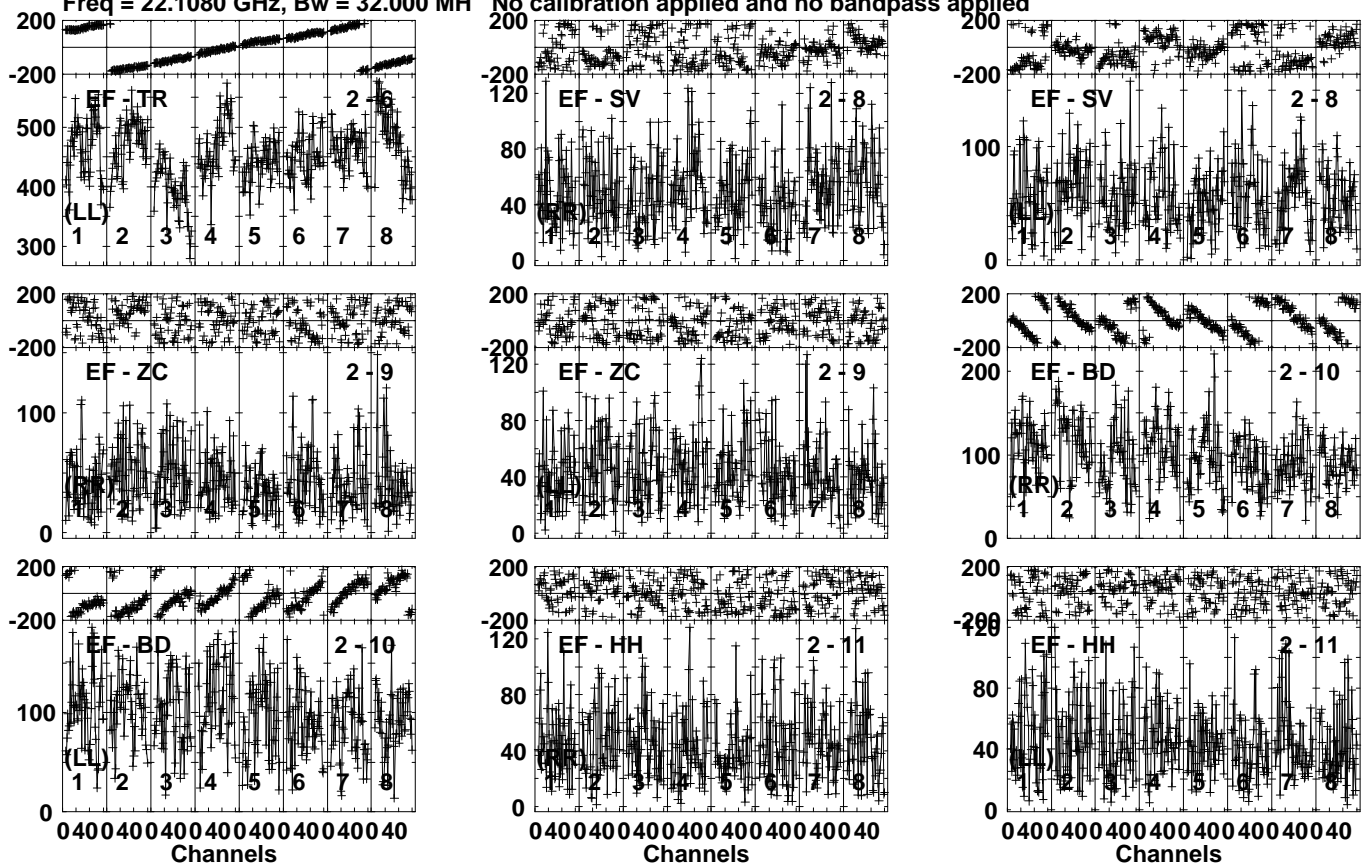 Freq = 22.1080 GHz, Bw = 32.000 MH No calibration applied and no bandpass applied
200
-200
EF - TR 2 - 6
500
400
300
(LL)
1 2 3 4 5 6 7 8
200
-200
EF - SV 2 - 8
120
80
40
0
(RR)
1 2 3 4 5 6 7 8
200
-200
EF - SV 2 - 8
100
0
(LL)
1 2 3 4 5 6 7 8
200
-200
EF - ZC 2 - 9
100
0
(RR)
1 2 3 4 5 6 7 8
200
-200
EF - ZC 2 - 9
120
80
40
0
(LL)
1 2 3 4 5 6 7 8
200
-200
EF - BD 2 - 10
200
100
0
(RR)
1 2 3 4 5 6 7 8
200
-200
EF - BD 2 - 10
100
0
(LL)
1 2 3 4 5 6 7 8
0 40 0 40 0 40 0 40 0 40 0 40 0 40 0 40
Channels
200
-200
EF - HH 2 - 11
120
80
40
0
(RR)
1 2 3 4 5 6 7 8
0 40 0 40 0 40 0 40 0 40 0 40 0 40 0 40
Channels
200
-200
120
EF - HH 2 - 11
80
40
0
(LL)
1 2 3 4 5 6 7 8
0 40 0 40 0 40 0 40 0 40 0 40 0 40 0 40
Channels